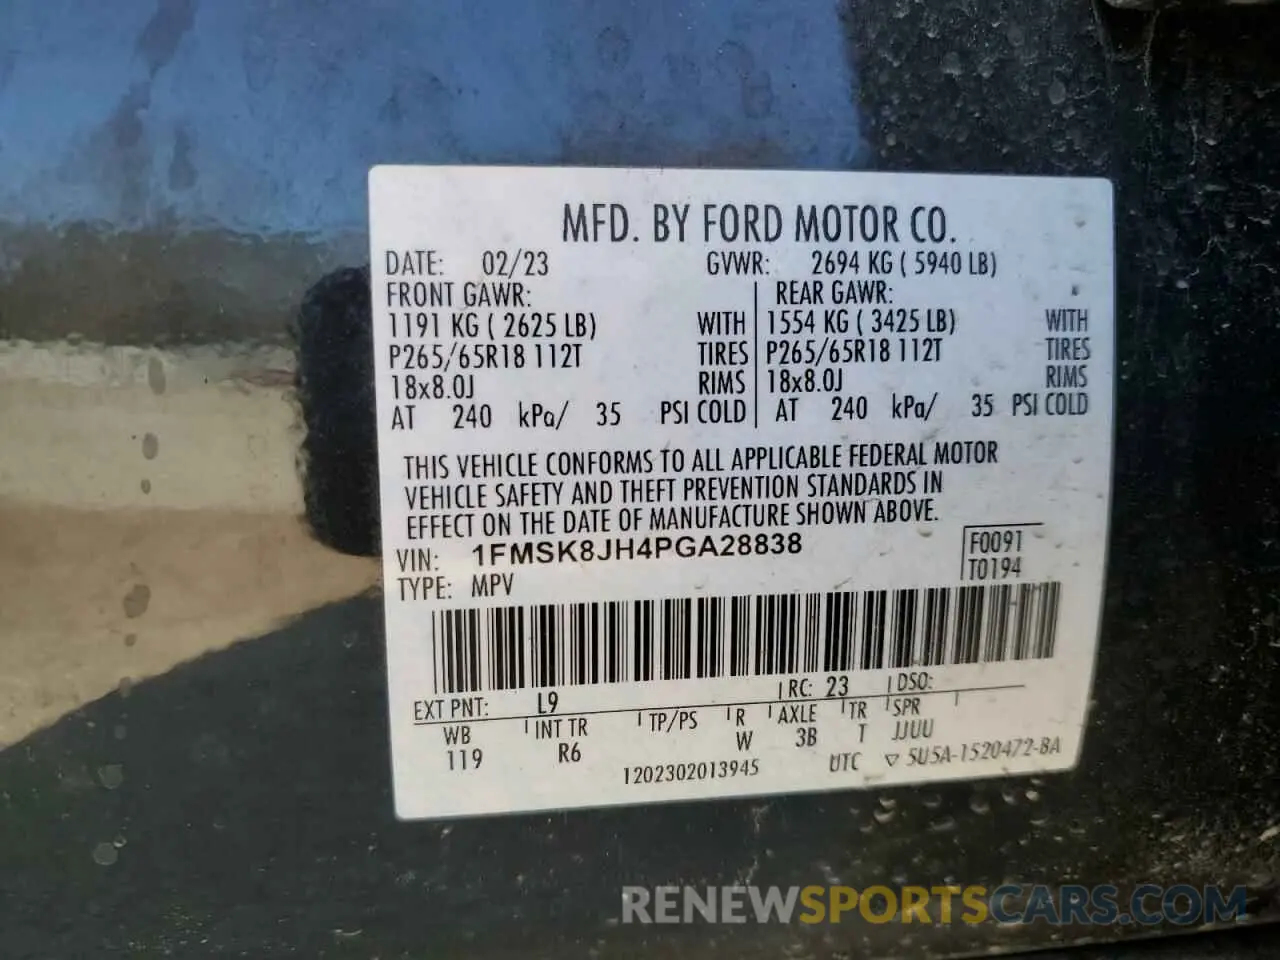 MFD. BY FORD MOTOR CO.
DATE: 02/23 GVWR: 2694 KG ( 5940 LB)
FRONT GAWR: REAR GAWR:
1191 KG ( 2625 LB) WITH 1554 KG ( 3425 LB) WITH
P265/65R18 112T TIRES P265/65R18 112T TIRES
18x8.0J RIMS 18x8.0J RIMS
AT 240 kPa/ 35 PSI COLD AT 240 kPa/ 35 PSI COLD
THIS VEHICLE CONFORMS TO ALL APPLICABLE FEDERAL MOTOR
VEHICLE SAFETY AND THEFT PREVENTION STANDARDS IN
EFFECT ON THE DATE OF MANUFACTURE SHOWN ABOVE.
VIN: 1FMSK8JH4PGA28838 F0091
TYPE: MPV T0194
EXT PNT: L9 RC: 23 DSO:
WB INT TR TP/PS R AXLE TR SPR
119 R6 W 3B T JJUU
1202302013945 UTC ▽ 5U5A-1520472-BA
RENEWSPORTSCARS.COM